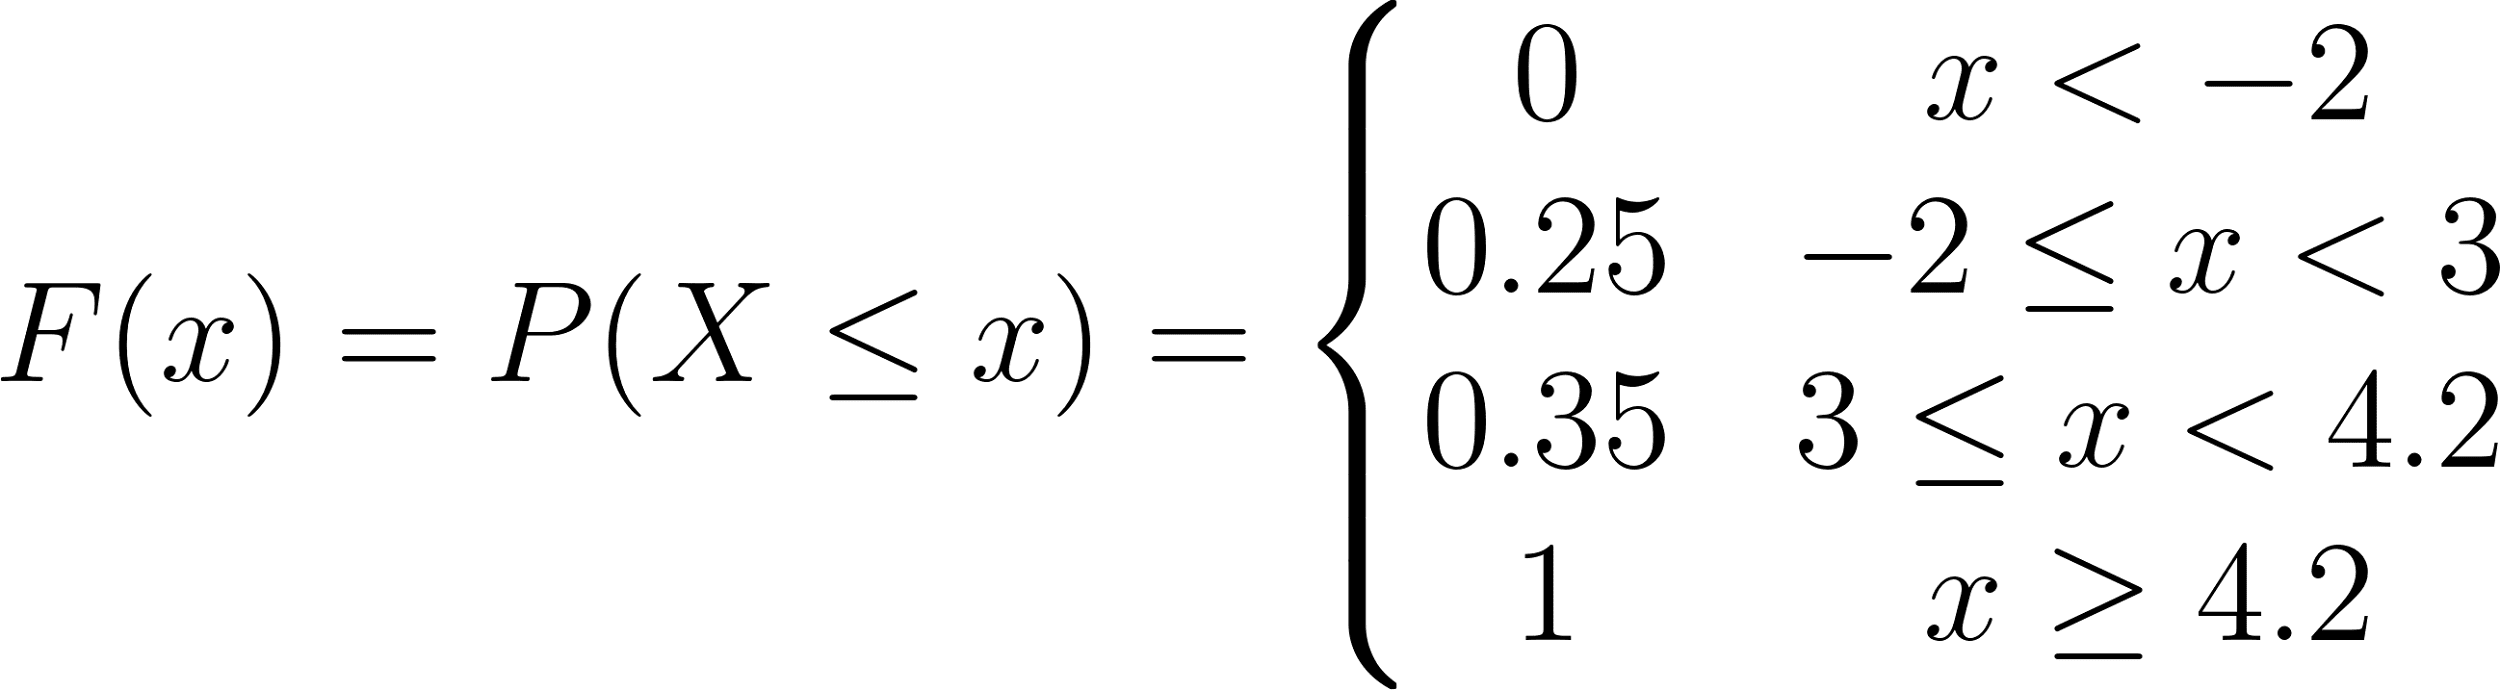 F(x) = P(X ≤ x) = { 0 x < −2
0.25 −2 ≤ x < 3
0.35 3 ≤ x < 4.2
1 x ≥ 4.2